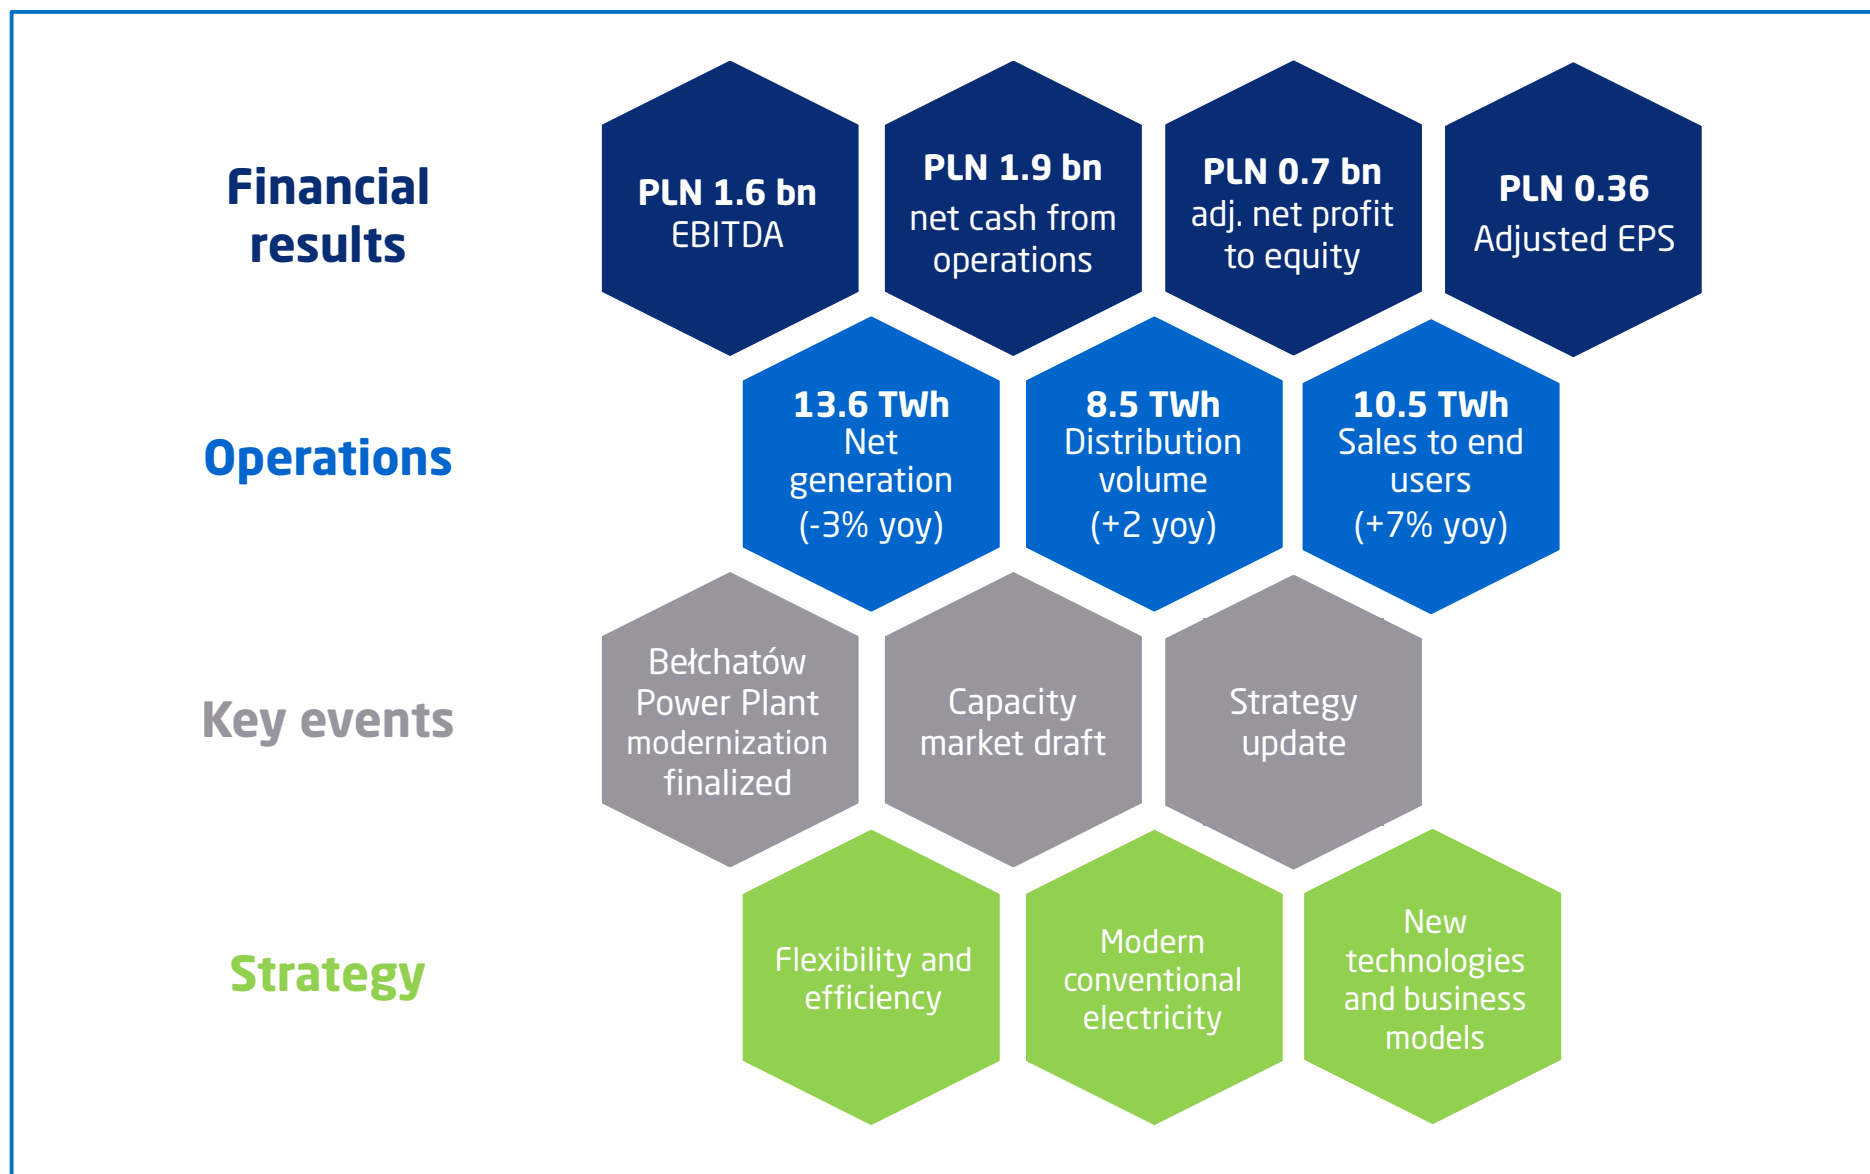 Financial
results
PLN 1.6 bn
EBITDA
PLN 1.9 bn
net cash from
operations
PLN 0.7 bn
adj. net profit
to equity
PLN 0.36
Adjusted EPS
Operations
13.6 TWh
Net
generation
(-3% yoy)
8.5 TWh
Distribution
volume
(+2 yoy)
10.5 TWh
Sales to end
users
(+7% yoy)
Key events
Bełchatów
Power Plant
modernization
finalized
Capacity
market draft
Strategy
update
Strategy
Flexibility and
efficiency
Modern
conventional
electricity
New
technologies
and business
models